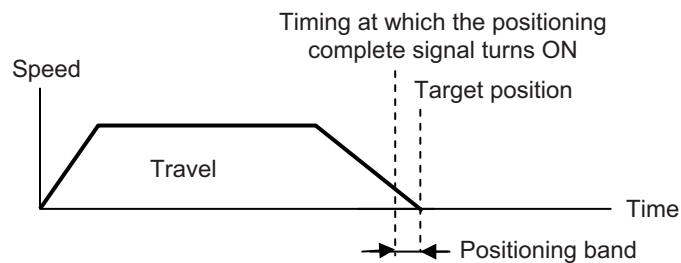 Timing at which the positioning
complete signal turns ON
Speed
Target position
Travel
Time
Positioning band